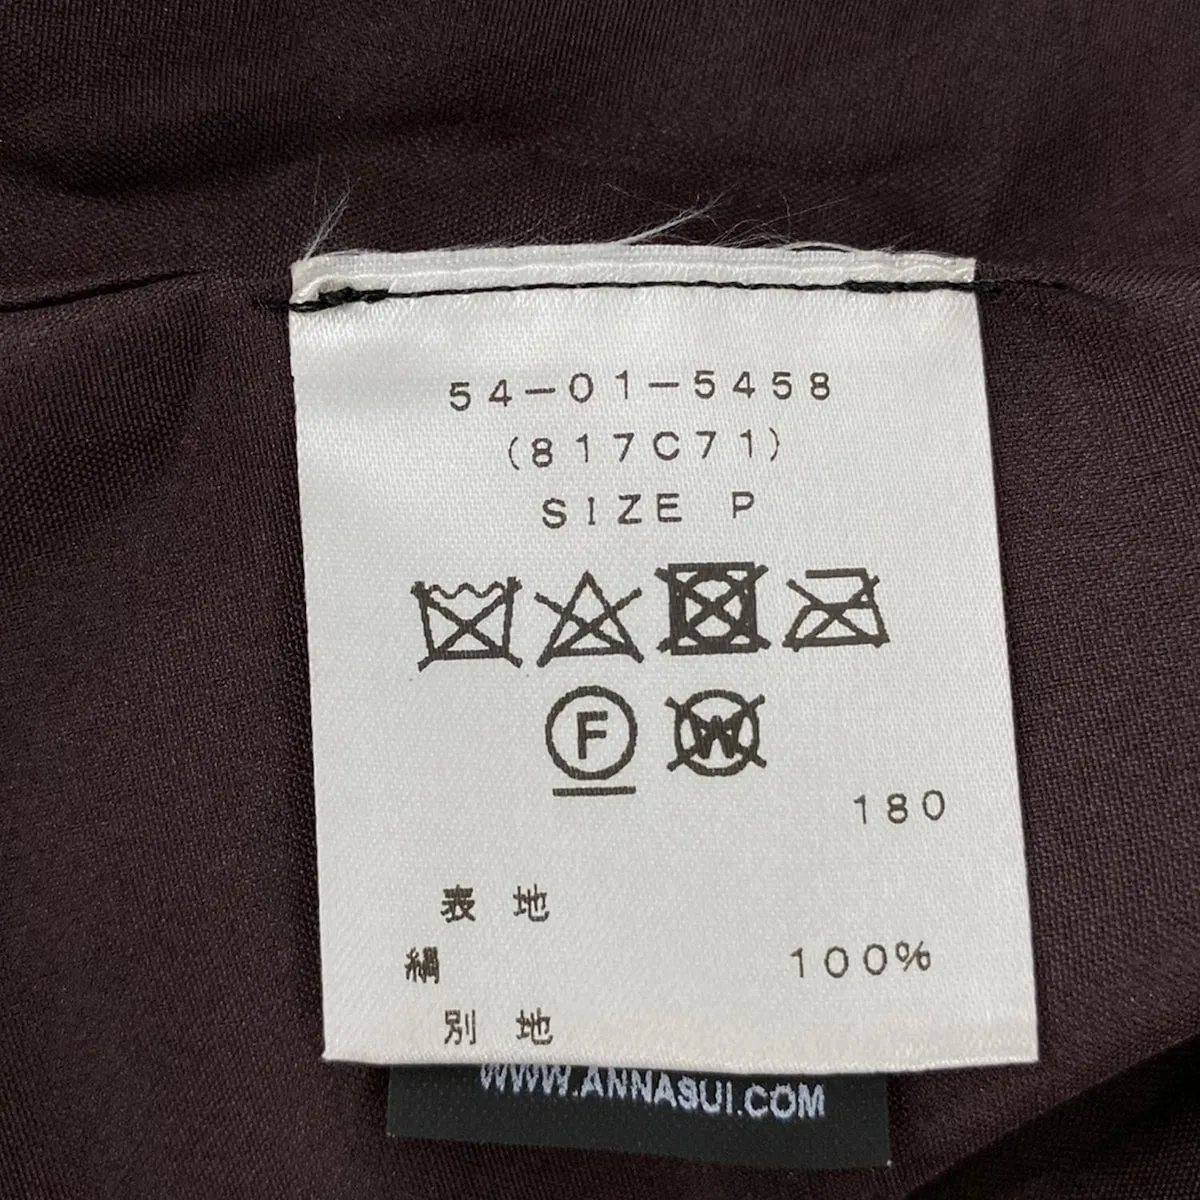 54-01-5458
(817C71)
SIZE P
F
W
180
表 地
絹 100%
別 地
WWW.ANNASUI.COM